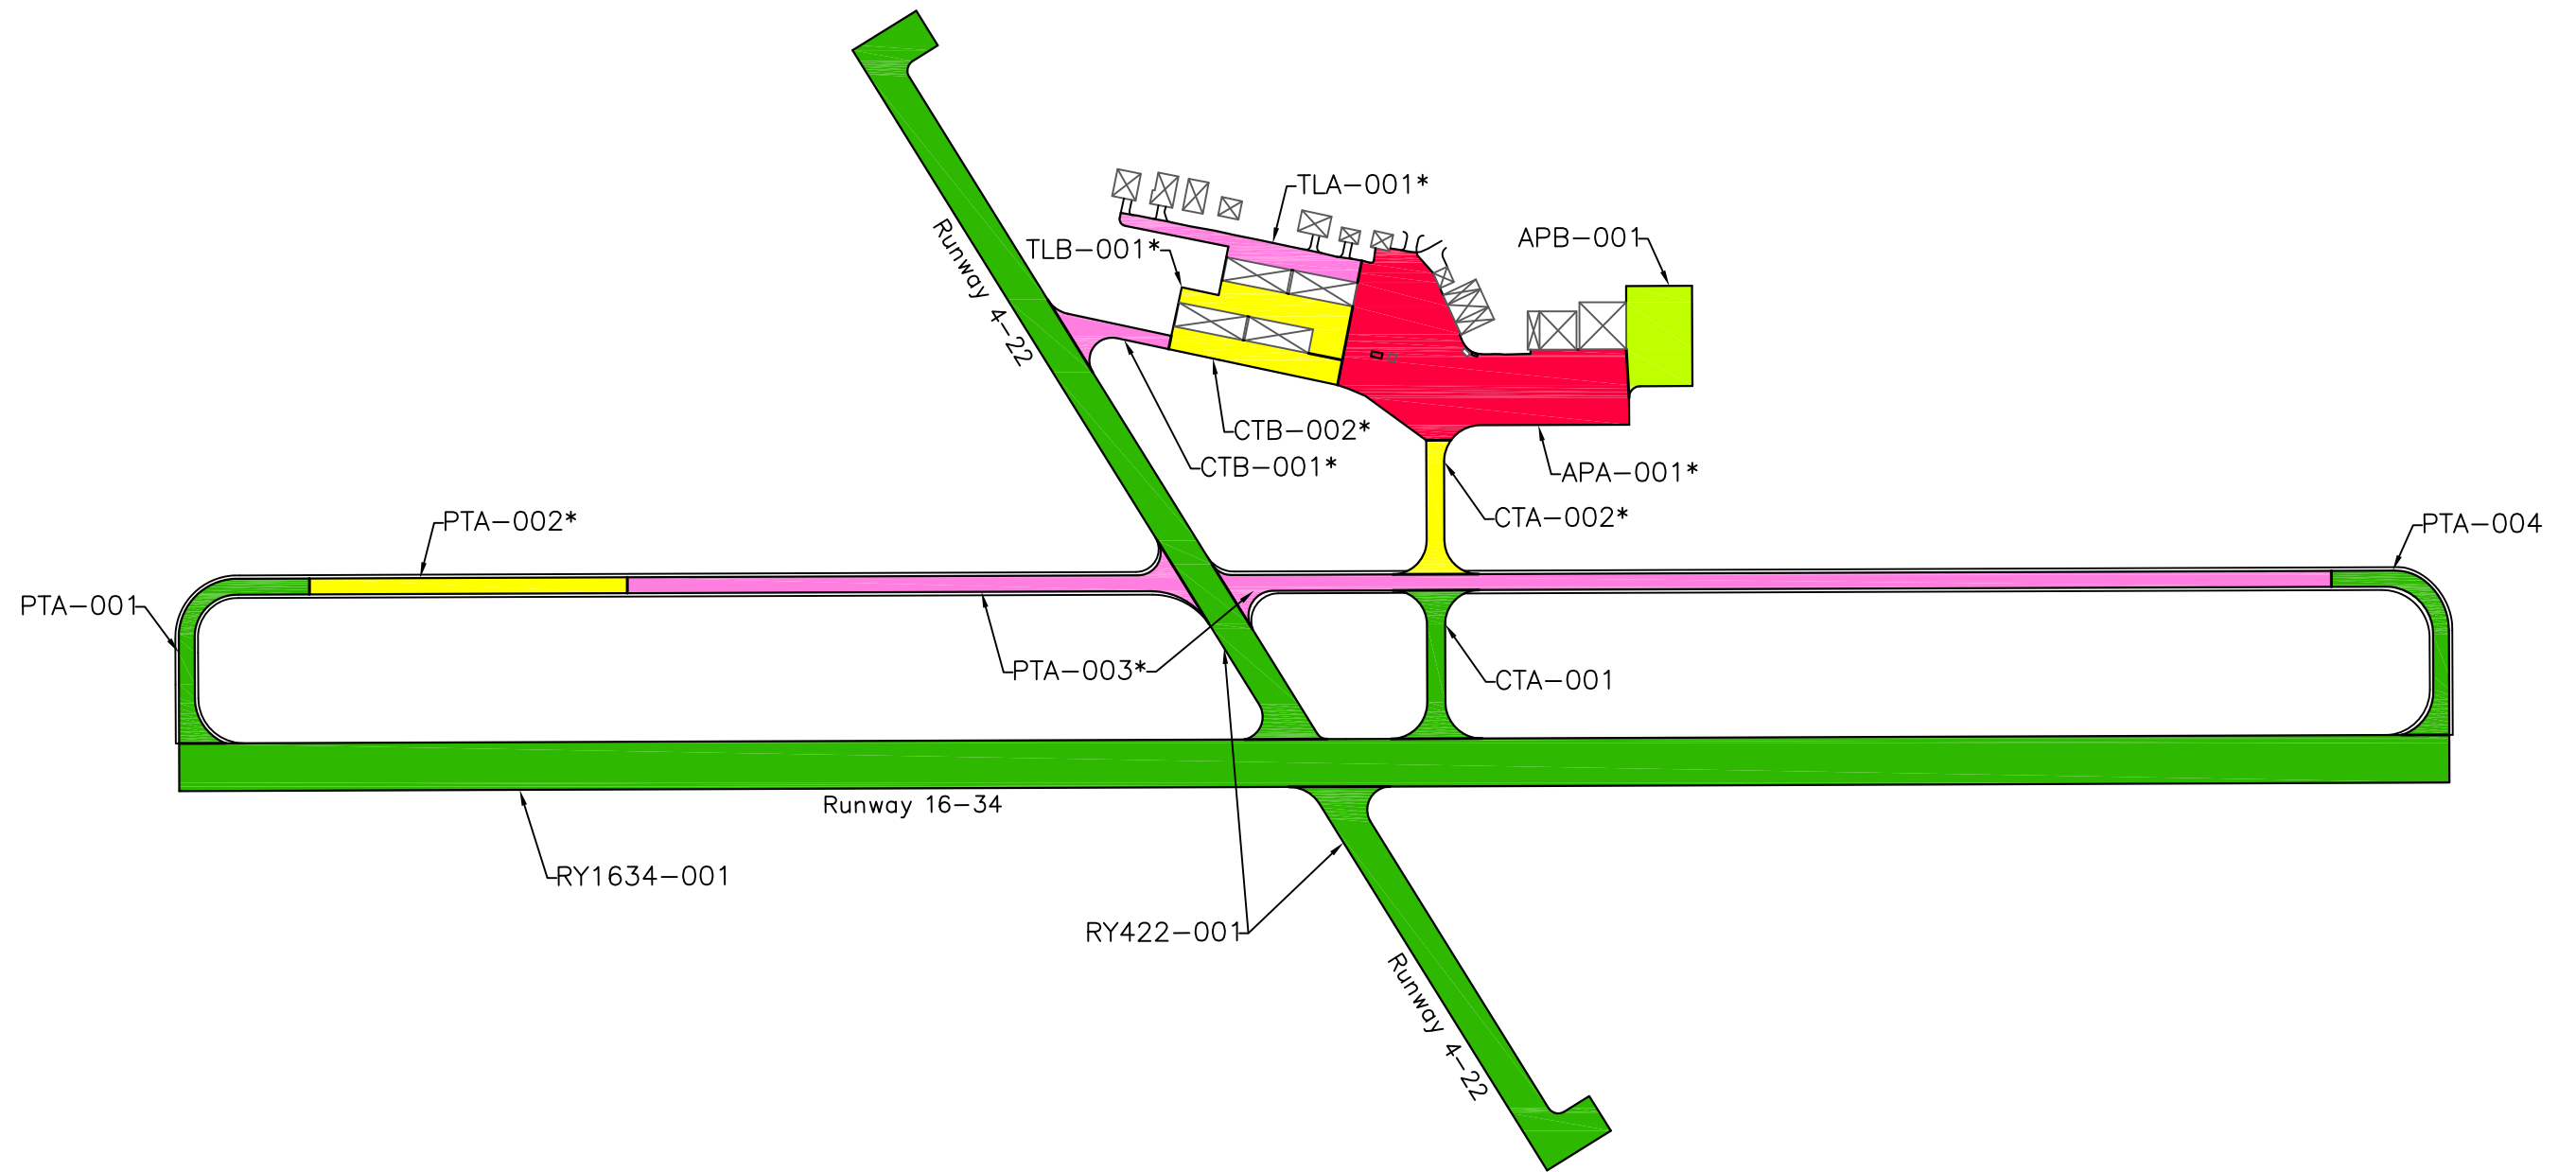 TLA-001*
APB-001
TLB-001*
Runway 4-22
CTB-002*
CTB-001*
APA-001*
CTA-002*
PTA-002*
PTA-004
PTA-001
PTA-003*
CTA-001
Runway 16-34
RY1634-001
RY422-001
Runway 4-22